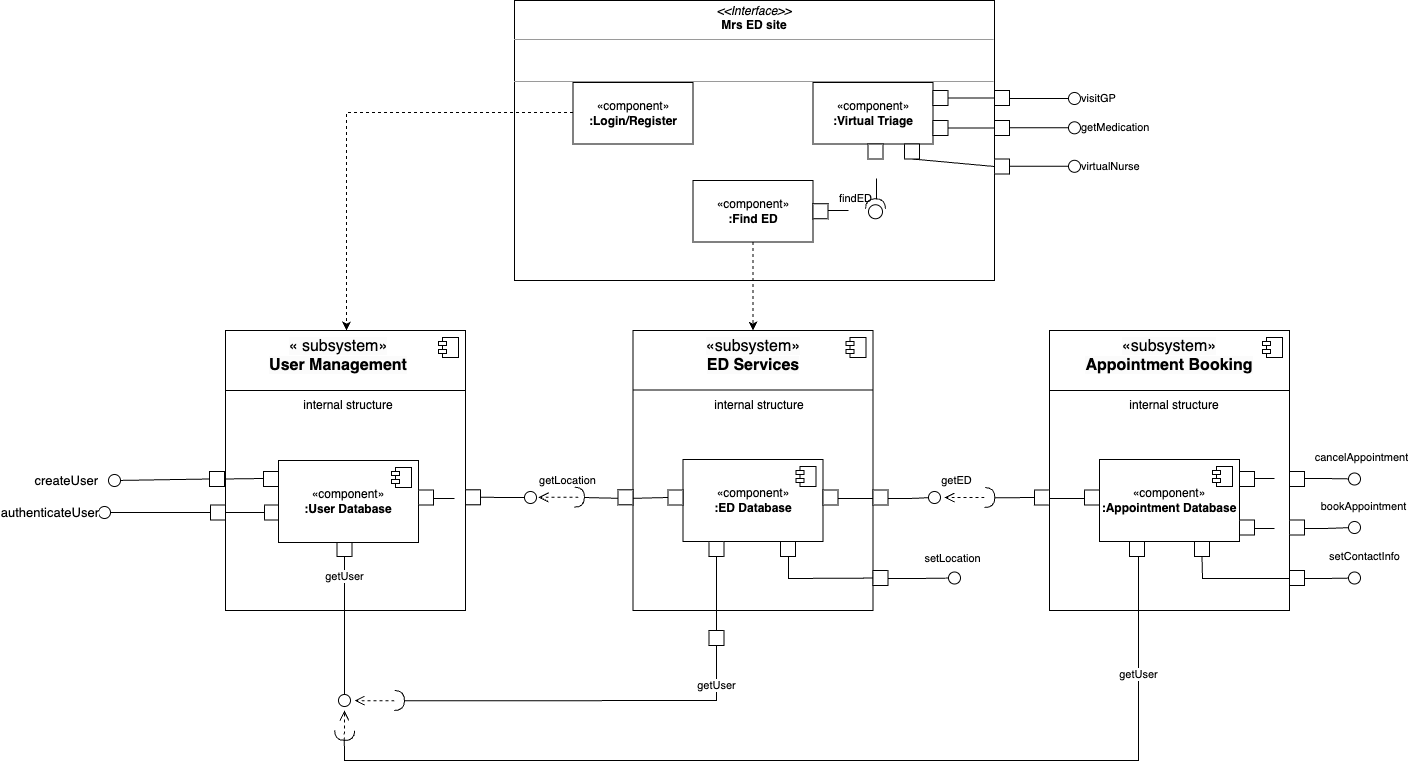 <<Interface>>
Mrs ED site
«component»
:Login/Register
«component»
:Virtual Triage
visitGP
getMedication
virtualNurse
findED
«component»
:Find ED
« subsystem»
User Management
internal structure
createUser
authenticateUser
«component»
:User Database
getUser
getLocation
«subsystem»
ED Services
internal structure
«component»
:ED Database
getED
setLocation
getUser
«subsystem»
Appointment Booking
internal structure
«component»
:Appointment Database
cancelAppointment
bookAppointment
setContactInfo
getUser